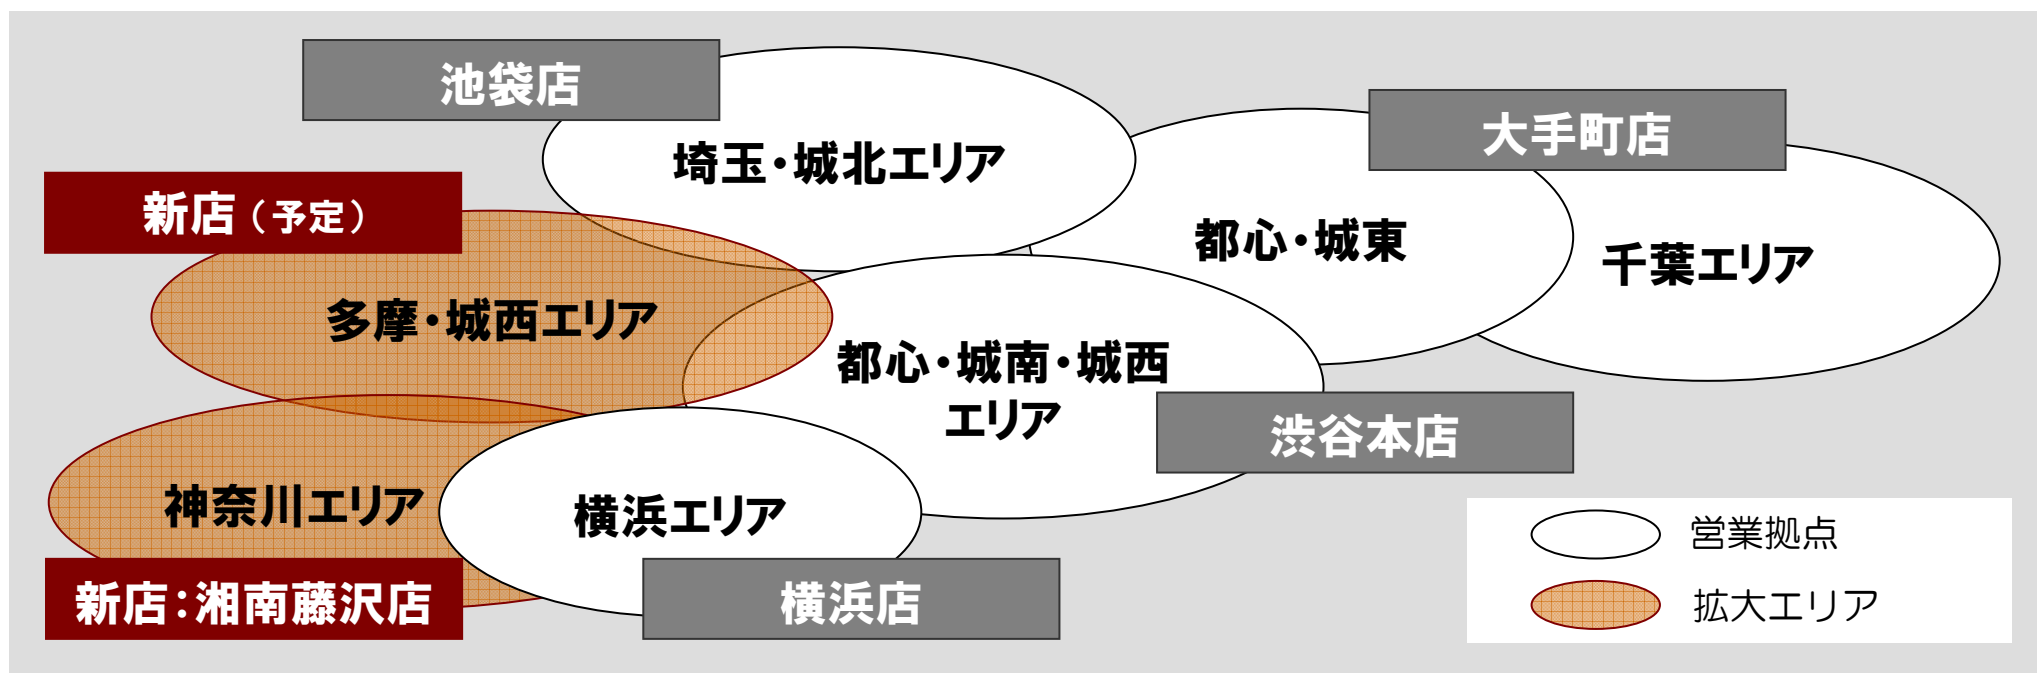 池袋店
大手町店
埼玉・城北エリア
新店（予定）
都心・城東
千葉エリア
多摩・城西エリア
都心・城南・城西
エリア
渋谷本店
神奈川エリア
横浜エリア
新店：湘南藤沢店
横浜店
営業拠点
拡大エリア